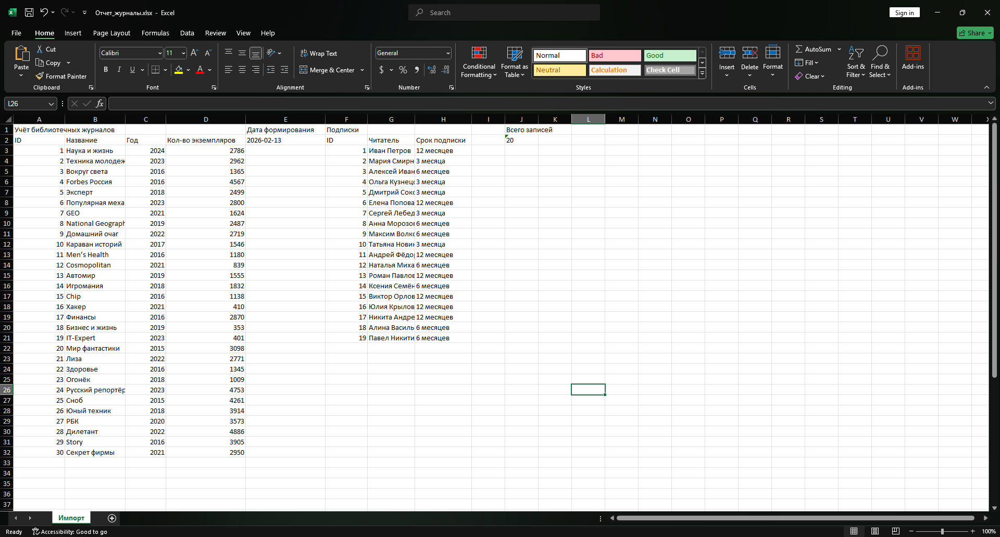 Отчет_журналы.xlsx - Excel
Search
Sign in
File Home Insert Page Layout Formulas Data Review View Help
Share
Paste
Cut
Copy
Format Painter
Clipboard
Calibri 11
B I U
Font
Wrap Text
Merge & Center
Alignment
General
Number
Conditional Formatting
Format as Table
Normal Bad Good
Neutral Calculation Check Cell
Styles
Insert Delete Format
Cells
AutoSum
Fill
Clear
Sort & Filter
Find & Select
Editing
Add-ins
Add-ins
L26
fx
A B C D E F G H I J K L M N O P Q R S T U V W
1 Учёт библиотечных журналов Дата формирования Подписки Всего записей
2 ID Название Год Кол-во экземпляров 2026-02-13 ID Читатель Срок подписки 20
3 1 Наука и жизнь 2024 2786 1 Иван Петров 12 месяцев
4 2 Техника молодеж 2023 2962 2 Мария Смирн 3 месяца
5 3 Вокруг света 2016 1365 3 Алексей Иван 6 месяцев
6 4 Forbes Россия 2016 4567 4 Ольга Кузнец 3 месяца
7 5 Эксперт 2018 2499 5 Дмитрий Сок 3 месяца
8 6 Популярная меха 2023 2800 6 Елена Попова 12 месяцев
9 7 GEO 2021 1624 7 Сергей Лебед 3 месяца
10 8 National Geograph 2019 2487 8 Анна Морозо 6 месяцев
11 9 Домашний очаг 2022 2719 9 Максим Волк 6 месяцев
12 10 Караван историй 2017 1546 10 Татьяна Нови 3 месяца
13 11 Men’s Health 2016 1180 11 Андрей Фёдо 12 месяцев
14 12 Cosmopolitan 2021 839 12 Наталья Миха 6 месяцев
15 13 Автомир 2019 1555 13 Роман Павлов 12 месяцев
16 14 Игромания 2018 1832 14 Ксения Семён 6 месяцев
17 15 Chip 2016 1138 15 Виктор Орлов 12 месяцев
18 16 Хакер 2021 410 16 Юлия Крылов 12 месяцев
19 17 Финансы 2016 2870 17 Никита Андре 12 месяцев
20 18 Бизнес и жизнь 2019 353 18 Алина Василь 6 месяцев
21 19 IT-Expert 2023 401 19 Павел Никити 6 месяцев
22 20 Мир фантастики 2015 3098
23 21 Лиза 2022 2771
24 22 Здоровье 2016 1345
25 23 Огонёк 2018 1009
26 24 Русский репортёр 2023 4753
27 25 Сноб 2015 4261
28 26 Юный техник 2018 3914
29 27 РБК 2020 3573
30 28 Дилетант 2022 4886
31 29 Story 2016 3905
32 30 Секрет фирмы 2021 2950
33
34
35
36
37
Импорт
Ready Accessibility: Good to go 100%